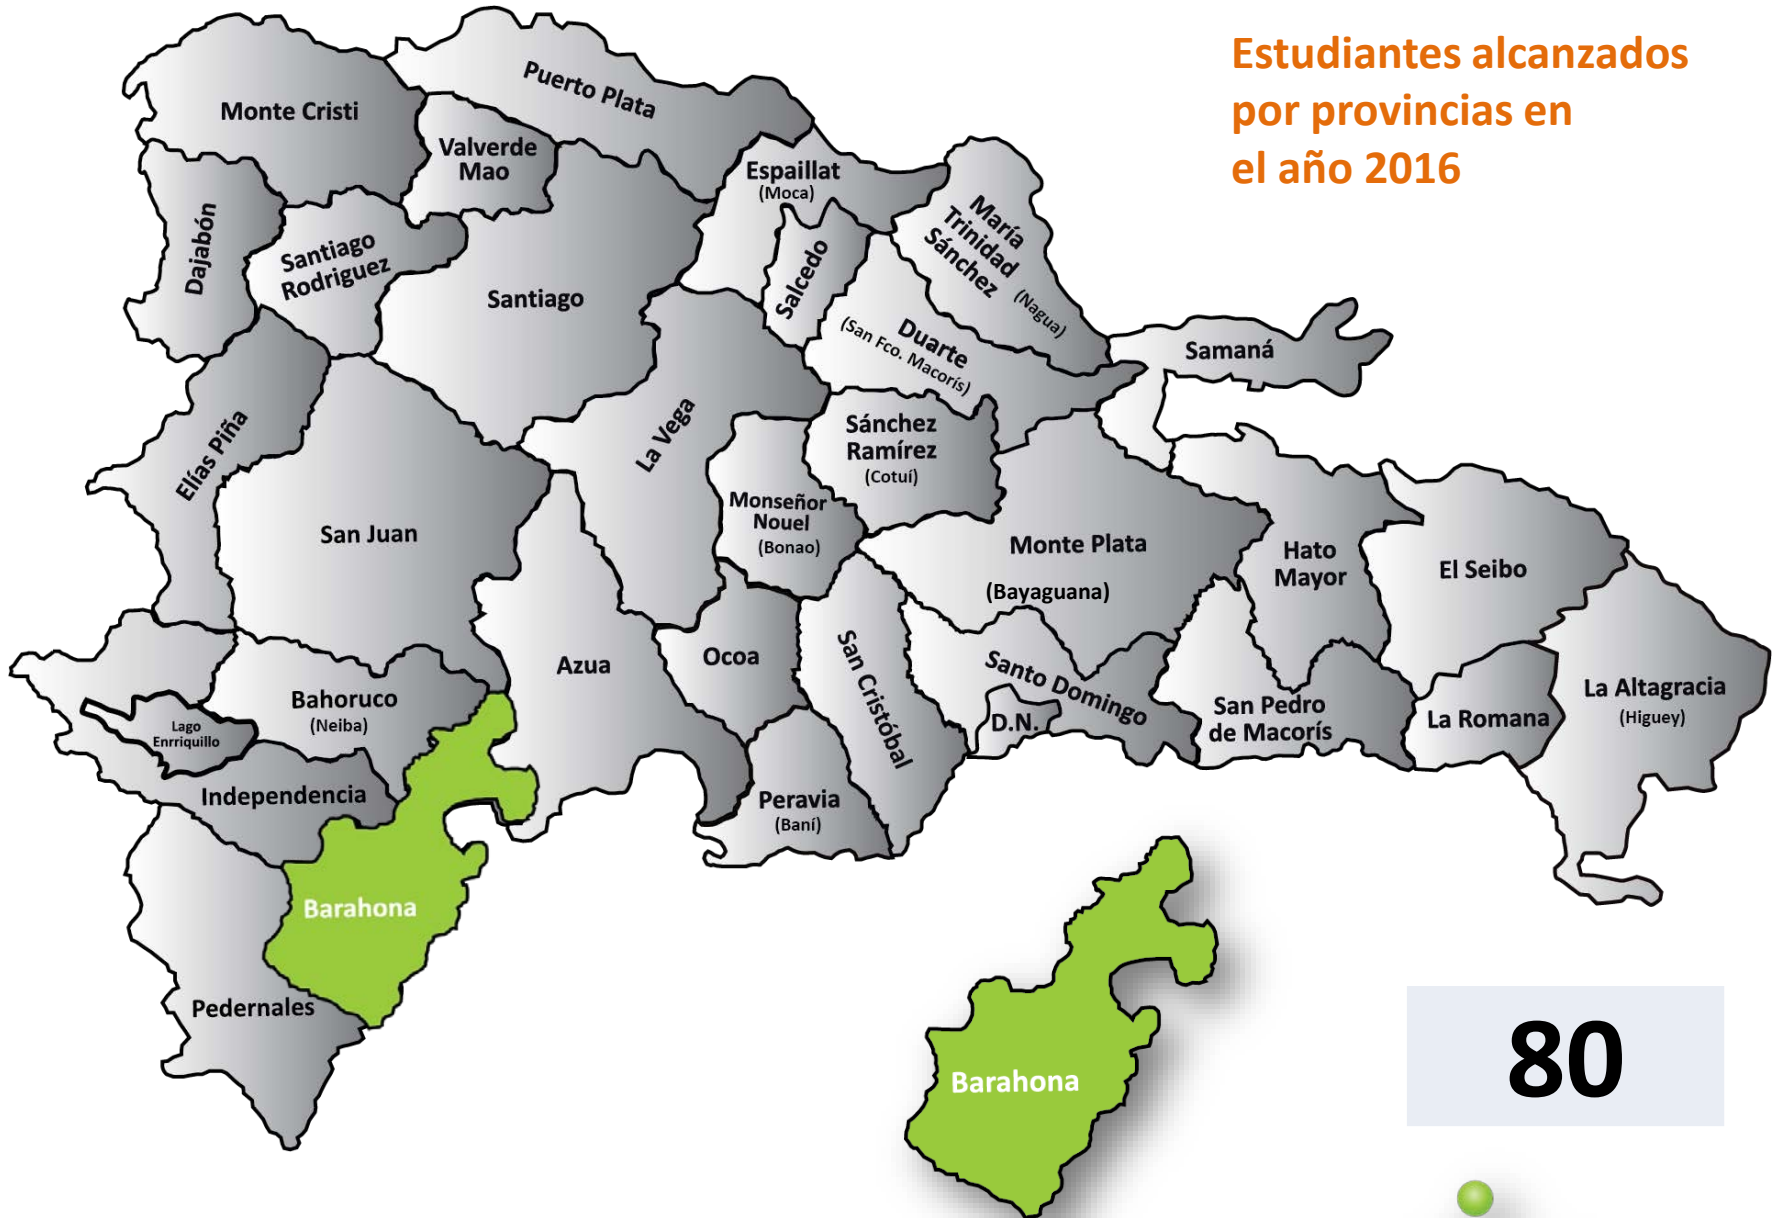 Estudiantes alcanzados
por provincias en
el año 2016
Monte Cristi
Puerto Plata
Valverde
Mao
Espaillat
(Moca)
Dajabón
Santiago
Rodriguez
Santiago
Salcedo
María
Trinidad
Sánchez
(Nagua)
Duarte
(San Fco. Macorís)
Samaná
Elías Piña
La Vega
Sánchez
Ramírez
(Cotuí)
San Juan
Monseñor
Nouel
(Bonao)
Monte Plata
(Bayaguana)
Hato
Mayor
El Seibo
Azua
Ocoa
San Cristóbal
Santo Domingo
D.N.
San Pedro
de Macorís
La Romana
La Altagracia
(Higuey)
Bahoruco
(Neiba)
Lago
Enrriquillo
Independencia
Peravia
(Baní)
Barahona
Pedernales
Barahona
80